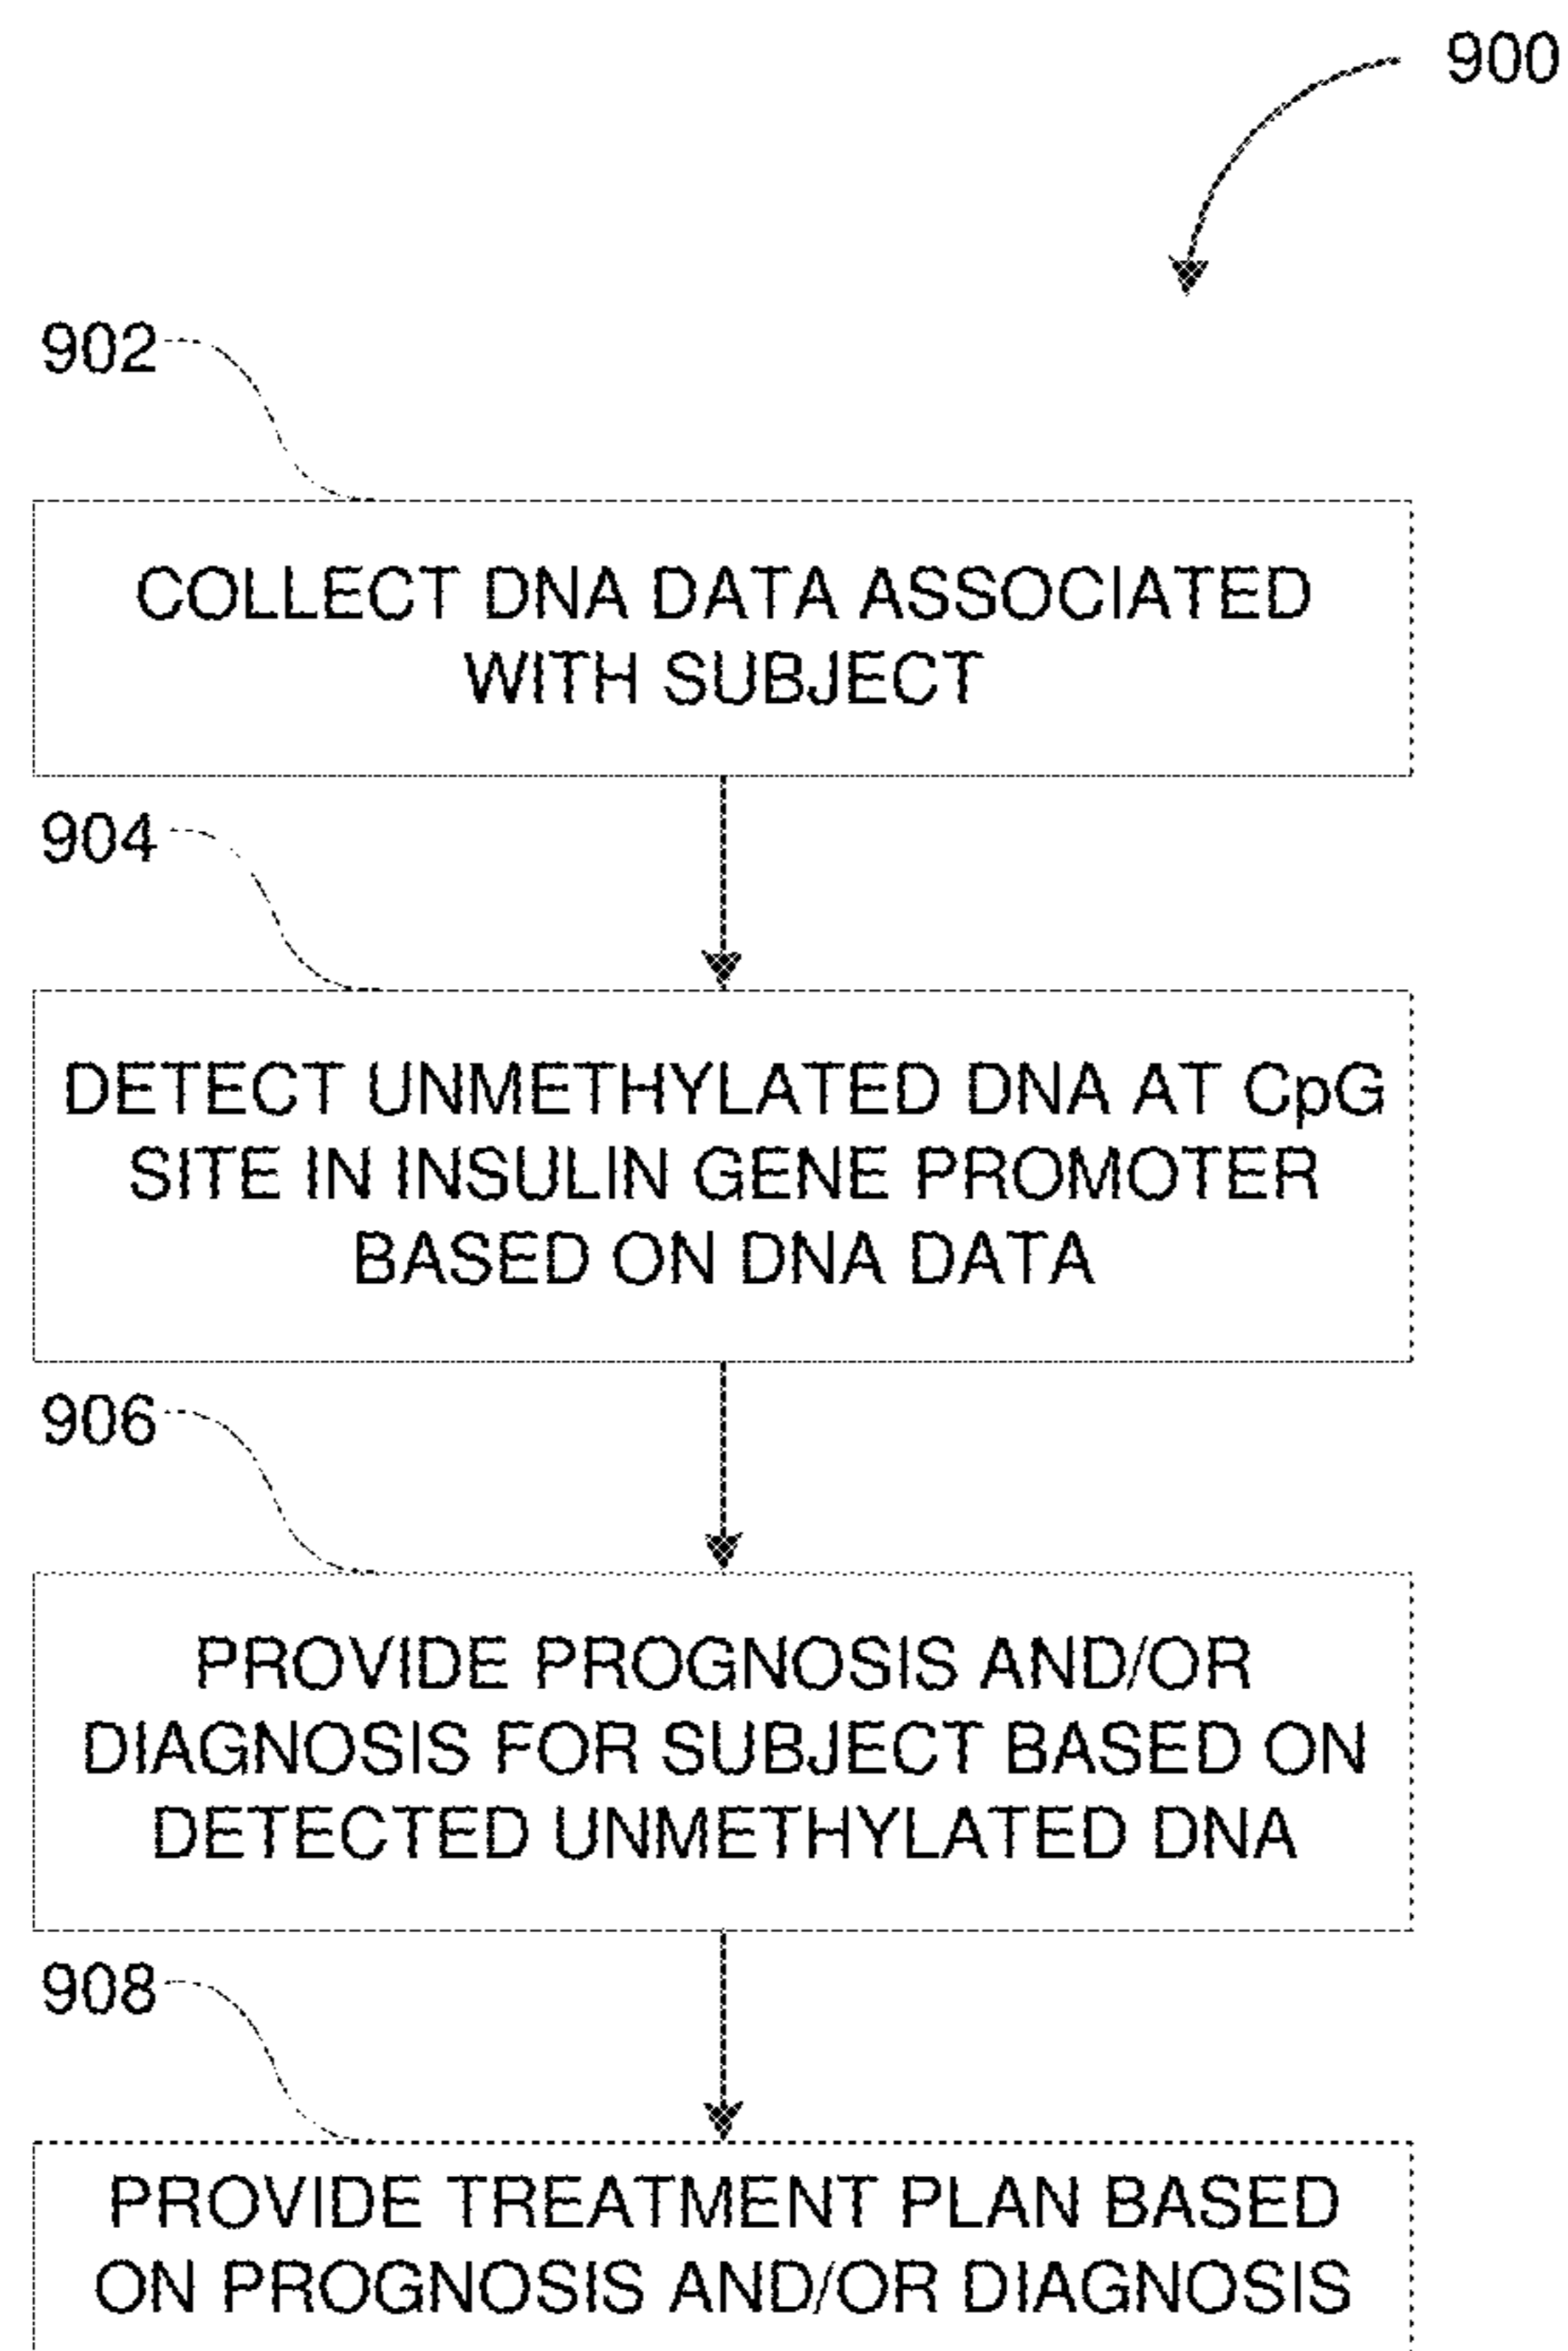 900
902
COLLECT DNA DATA ASSOCIATED
WITH SUBJECT
904
DETECT UNMETHYLATED DNA AT CpG
SITE IN INSULIN GENE PROMOTER
BASED ON DNA DATA
906
PROVIDE PROGNOSIS AND/OR
DIAGNOSIS FOR SUBJECT BASED ON
DETECTED UNMETHYLATED DNA
908
PROVIDE TREATMENT PLAN BASED
ON PROGNOSIS AND/OR DIAGNOSIS